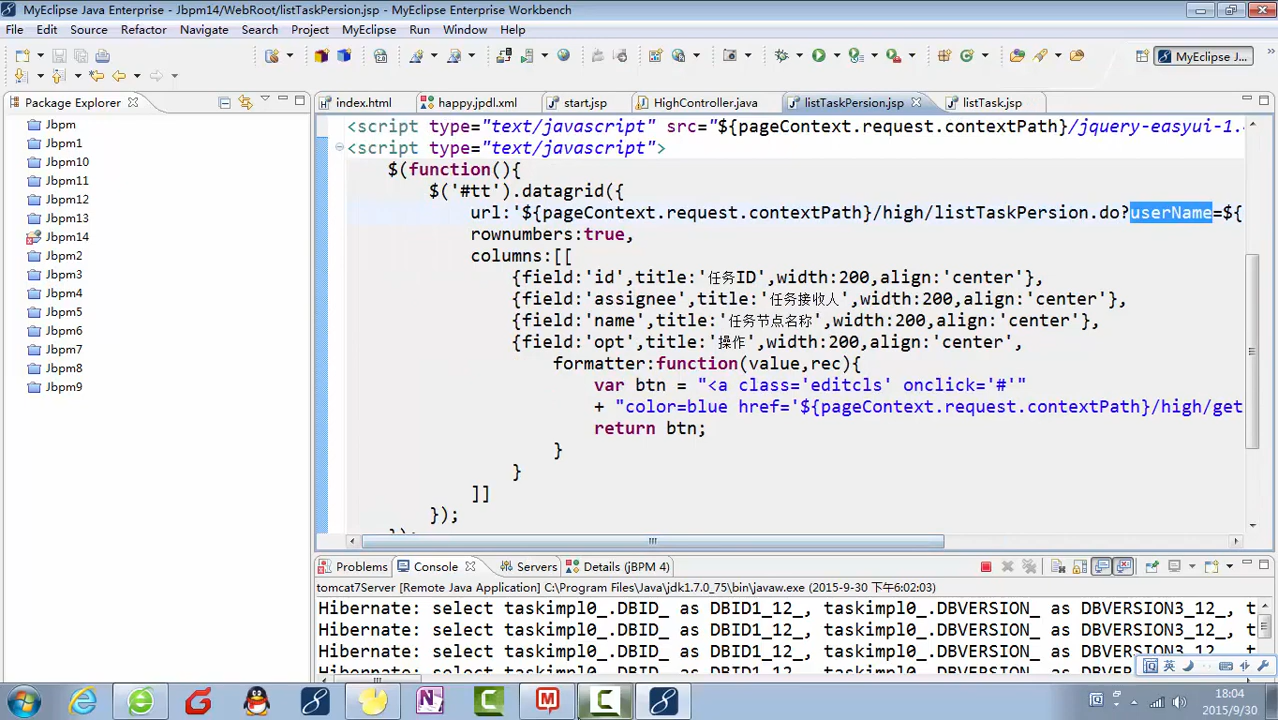 MyEclipse Java Enterprise - Jbpm14/WebRoot/listTaskPersion.jsp - MyEclipse Enterprise Workbench
File Edit Source Refactor Navigate Search Project MyEclipse Run Window Help
MyEclipse J...
Package Explorer
index.html happy.jpdl.xml start.jsp HighController.java listTaskPersion.jsp listTask.jsp
Jbpm
Jbpm1
Jbpm10
Jbpm11
Jbpm12
Jbpm13
Jbpm14
Jbpm2
Jbpm3
Jbpm4
Jbpm5
Jbpm6
Jbpm7
Jbpm8
Jbpm9
<script type="text/javascript" src="${pageContext.request.contextPath}/jquery-easyui-1.
<script type="text/javascript">
$(function(){
$('#tt').datagrid({
url:'${pageContext.request.contextPath}/high/listTaskPersion.do?userName=${
rownumbers:true,
columns:[[
{field:'id',title:'任务ID',width:200,align:'center'},
{field:'assignee',title:'任务接收人',width:200,align:'center'},
{field:'name',title:'任务节点名称',width:200,align:'center'},
{field:'opt',title:'操作',width:200,align:'center',
formatter:function(value,rec){
var btn = "<a class='editcls' onclick='#'"
+ "color=blue href='${pageContext.request.contextPath}/high/get
return btn;
}
}
]]
});
Problems Console Servers Details (jBPM 4)
tomcat7Server [Remote Java Application] C:\Program Files\Java\jdk1.7.0_75\bin\javaw.exe (2015-9-30 下午6:02:03)
Hibernate: select taskimpl0_.DBID_ as DBID1_12_, taskimpl0_.DBVERSION_ as DBVERSION3_12_, t
Hibernate: select taskimpl0_.DBID_ as DBID1_12_, taskimpl0_.DBVERSION_ as DBVERSION3_12_, t
Hibernate: select taskimpl0_.DBID_ as DBID1_12_, taskimpl0_.DBVERSION_ as DBVERSION3_12_, t
英
18:04
2015/9/30